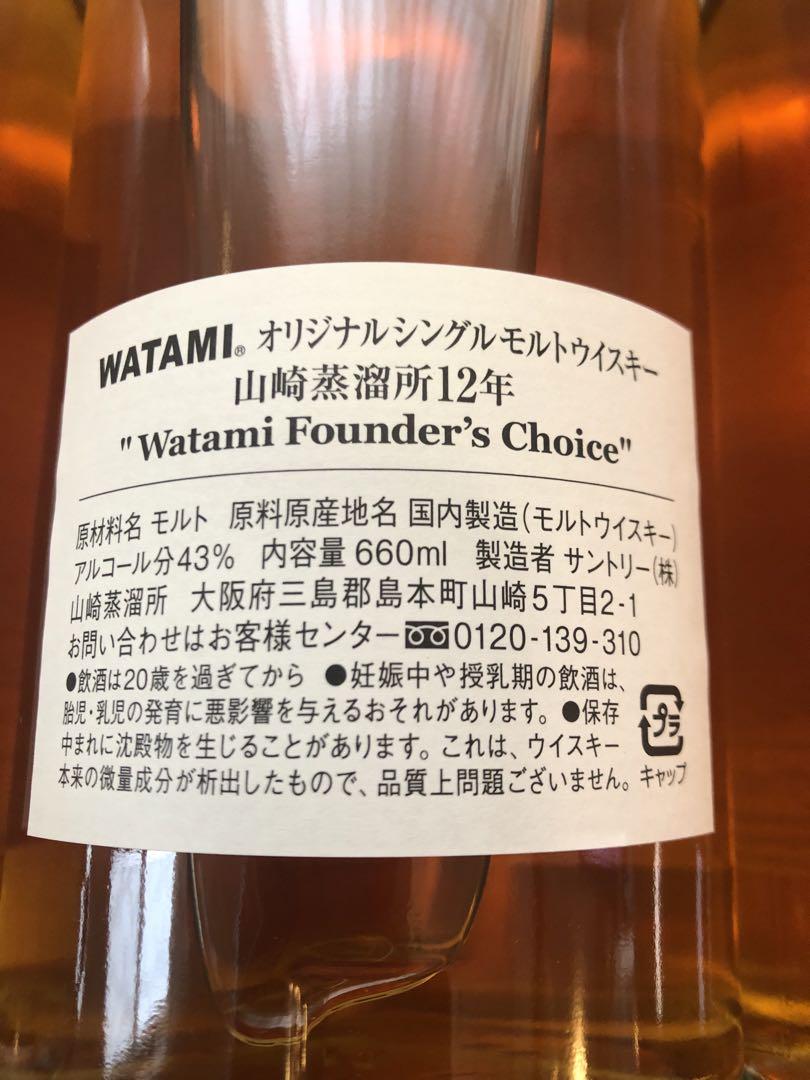 WATAMI® オリジナルシングルモルトウイスキー
山崎蒸溜所12年
"Watami Founder's Choice"
原材料名 モルト 原料原産地名 国内製造(モルトウイスキー)
アルコール分43% 内容量 660ml 製造者 サントリー(株)
山崎蒸溜所 大阪府三島郡島本町山崎5丁目2-1
お問い合わせはお客様センター 0120-139-310
●飲酒は20歳を過ぎてから ●妊娠中や授乳期の飲酒は、
胎児・乳児の発育に悪影響を与えるおそれがあります。 ●保存
中まれに沈殿物を生じることがあります。これは、ウイスキー
本来の微量成分が析出したもので、品質上問題ございません。
プラ
キャップ